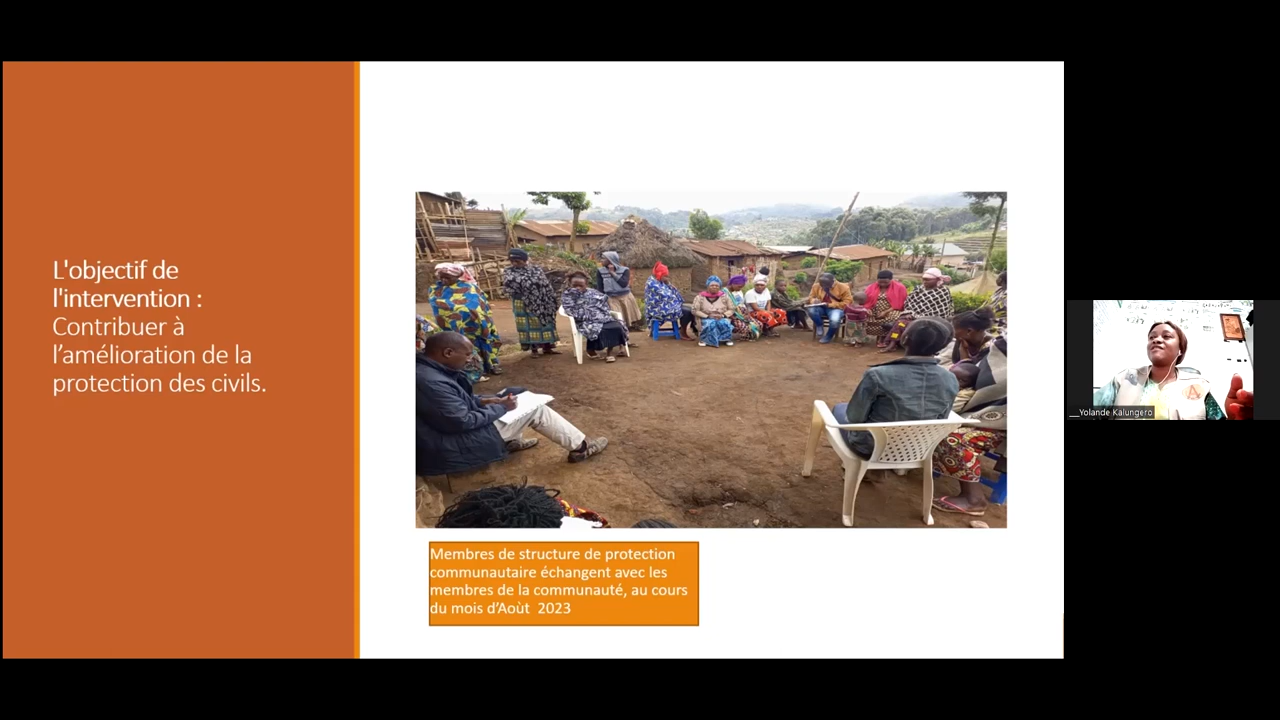 L'objectif de
l'intervention :
Contribuer à
l’amélioration de la
protection des civils.
Membres de structure de protection
communautaire échangent avec les
membres de la communauté, au cours
du mois d’Aoùt  2023
__Yolande Kalungero